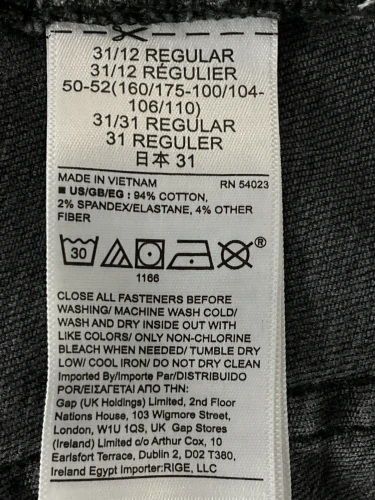 31/12 REGULAR
31/12 RÉGULIER
50-52(160/175-100/104-
106/110)
31/31 REGULAR
31 REGULER
日本 31
MADE IN VIETNAM RN 54023
■ US/GB/EG : 94% COTTON,
2% SPANDEX/ELASTANE, 4% OTHER
FIBER
30
®
1166
CLOSE ALL FASTENERS BEFORE
WASHING/ MACHINE WASH COLD/
WASH AND DRY INSIDE OUT WITH
LIKE COLORS/ ONLY NON-CHLORINE
BLEACH WHEN NEEDED/ TUMBLE DRY
LOW/ COOL IRON/ DO NOT DRY CLEAN
Imported By/Importe Par/DISTRIBUIDO
POR/ΕΙΣΑΓΕΤΑΙ ΑΠΟ ΤΗΝ:
Gap (UK Holdings) Limited, 2nd Floor
Nations House, 103 Wigmore Street,
London, W1U 1QS, UK Gap Stores
(Ireland) Limited c/o Arthur Cox, 10
Earlsfort Terrace, Dublin 2, D02 T380,
Ireland Egypt Importer:RIGE, LLC